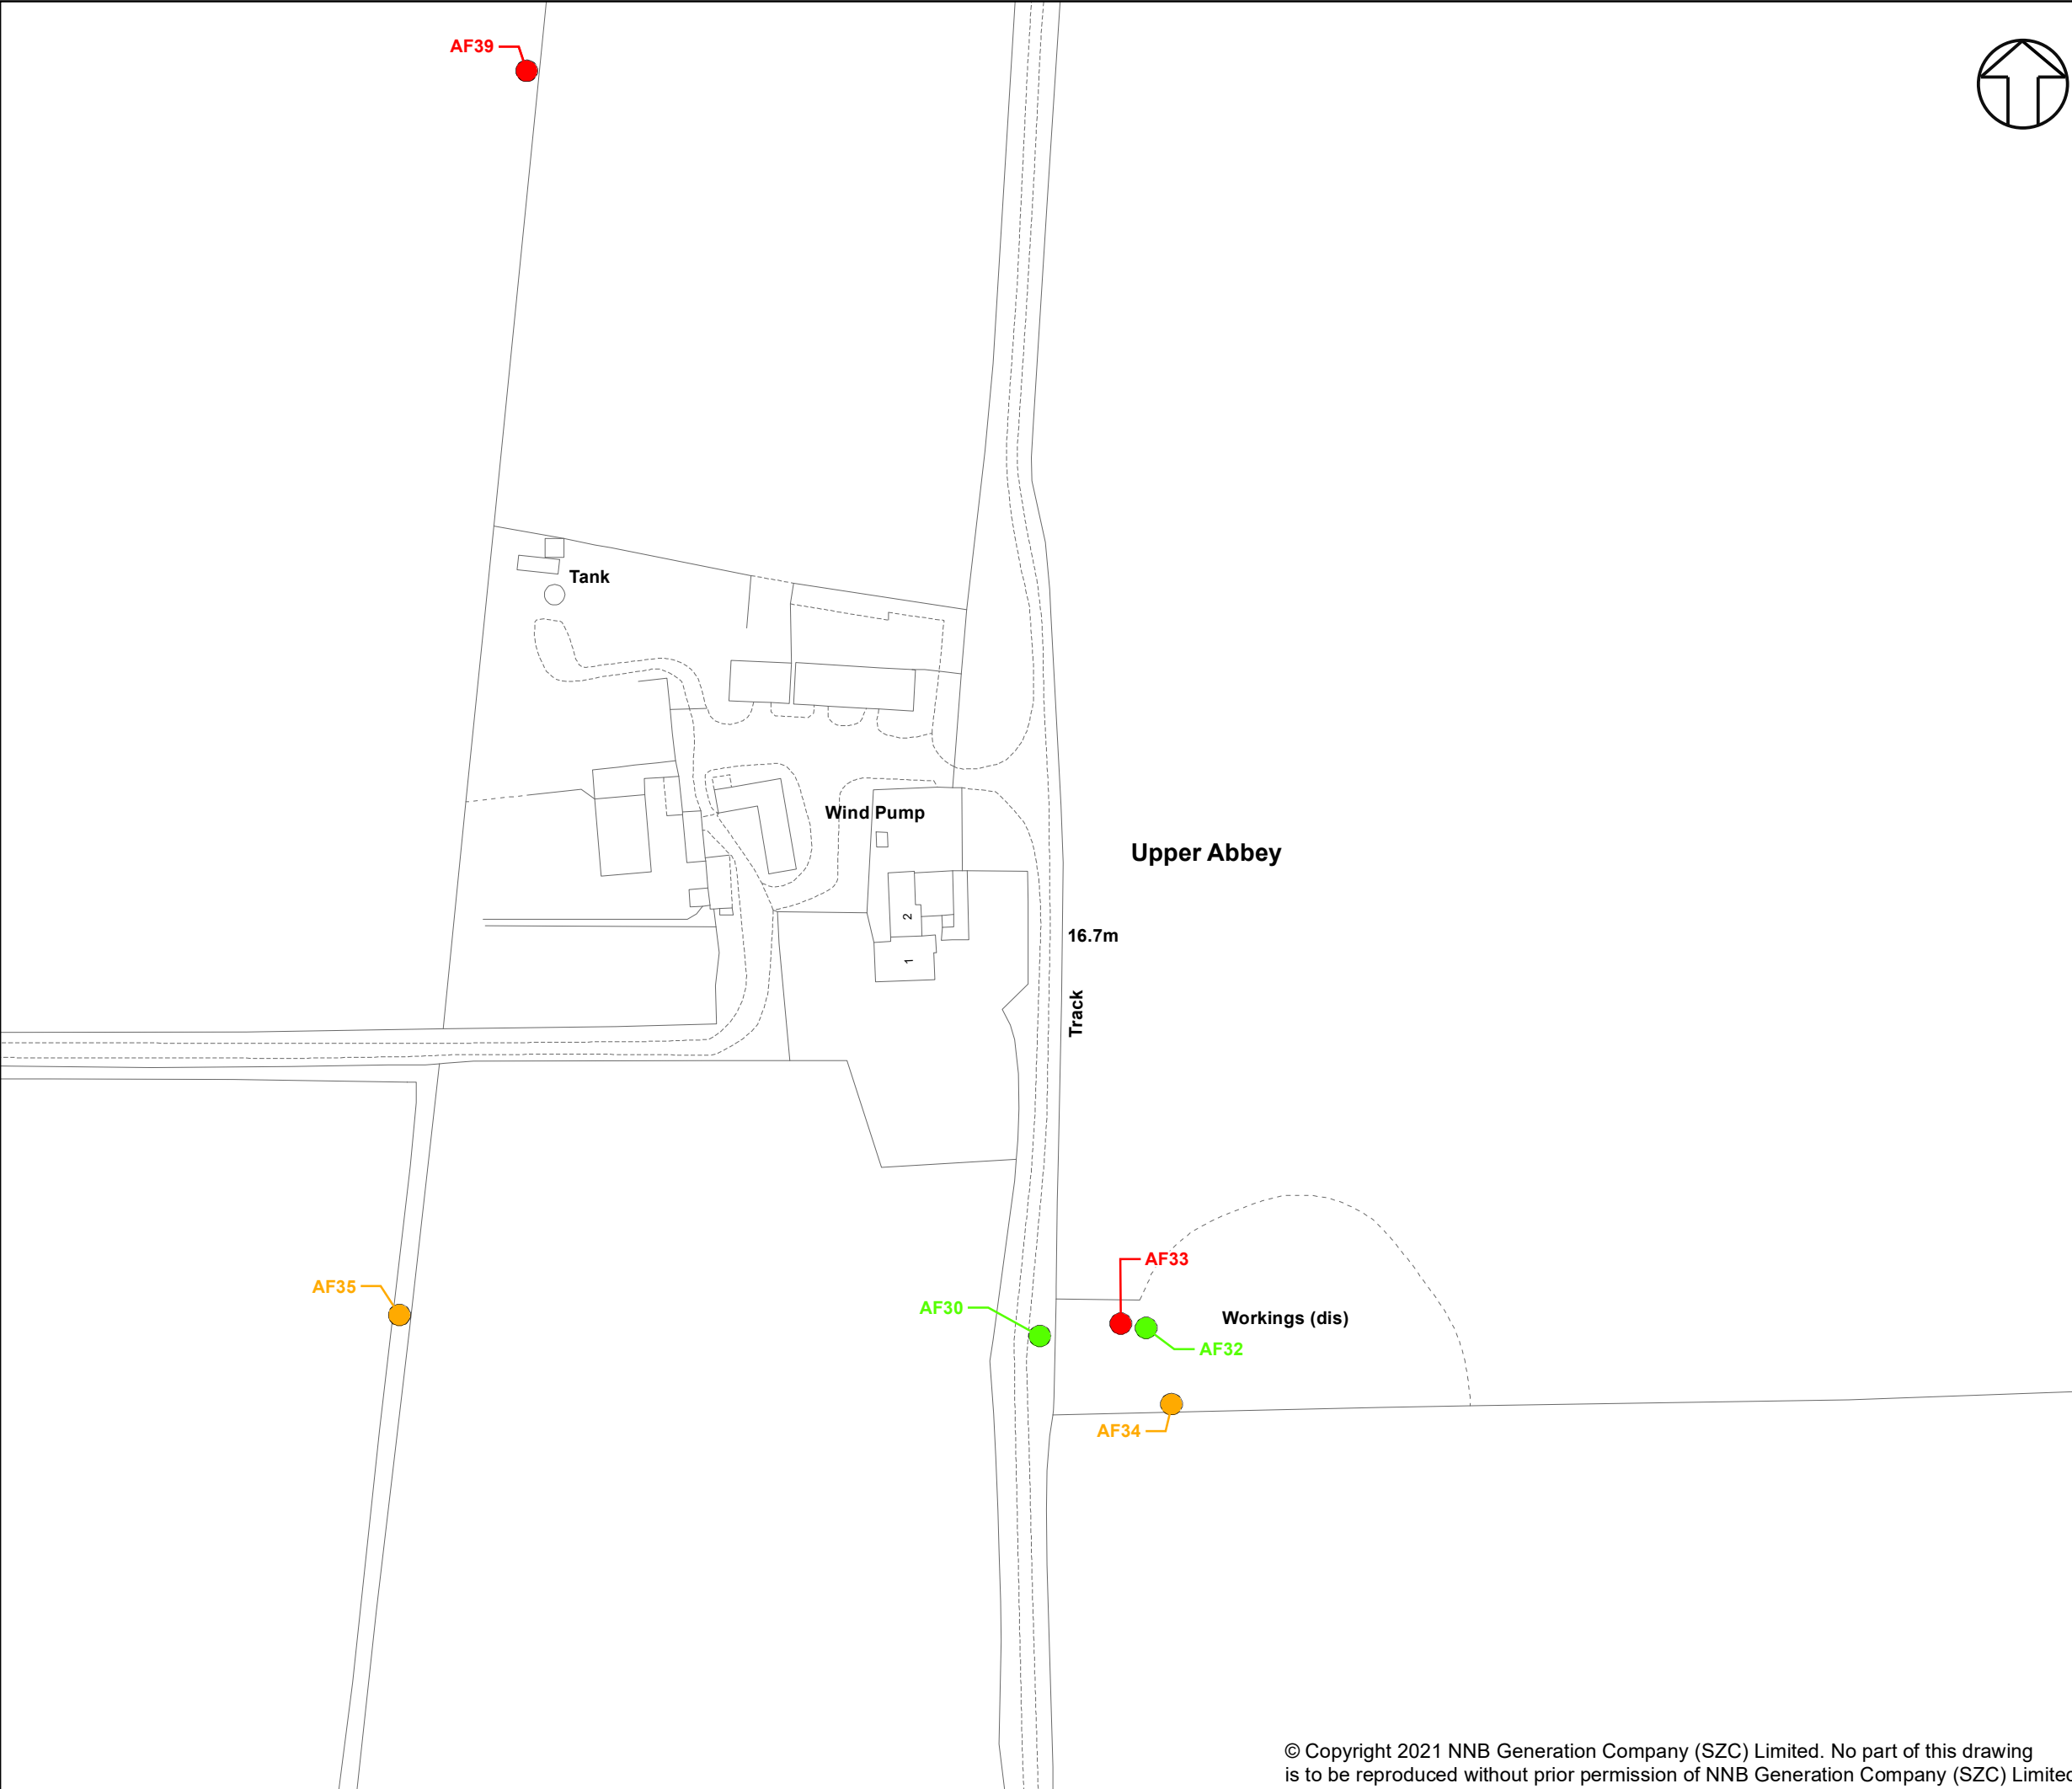 AF39
Tank
Wind Pump
Upper Abbey
2
16.7m
1
Track
AF33
AF35
AF30
Workings (dis)
AF32
AF34
© Copyright 2021 NNB Generation Company (SZC) Limited. No part of this drawing
is to be reproduced without prior permission of NNB Generation Company (SZC) Limited